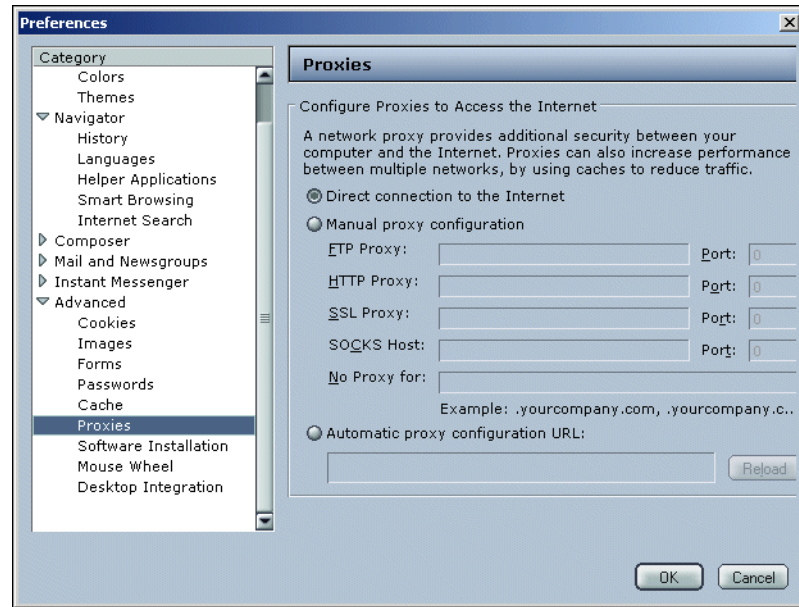 Preferences
Category
Colors
Themes
Navigator
History
Languages
Helper Applications
Smart Browsing
Internet Search
Composer
Mail and Newsgroups
Instant Messenger
Advanced
Cookies
Images
Forms
Passwords
Cache
Proxies
Software Installation
Mouse Wheel
Desktop Integration
Proxies
Configure Proxies to Access the Internet
A network proxy provides additional security between your
computer and the Internet. Proxies can also increase performance
between multiple networks, by using caches to reduce traffic.
Direct connection to the Internet
Manual proxy configuration
FTP Proxy: Port: 0
HTTP Proxy: Port: 0
SSL Proxy: Port: 0
SOCKS Host: Port: 0
No Proxy for:
Example: .yourcompany.com, .yourcompany.c..
Automatic proxy configuration URL:
Reload
OK Cancel